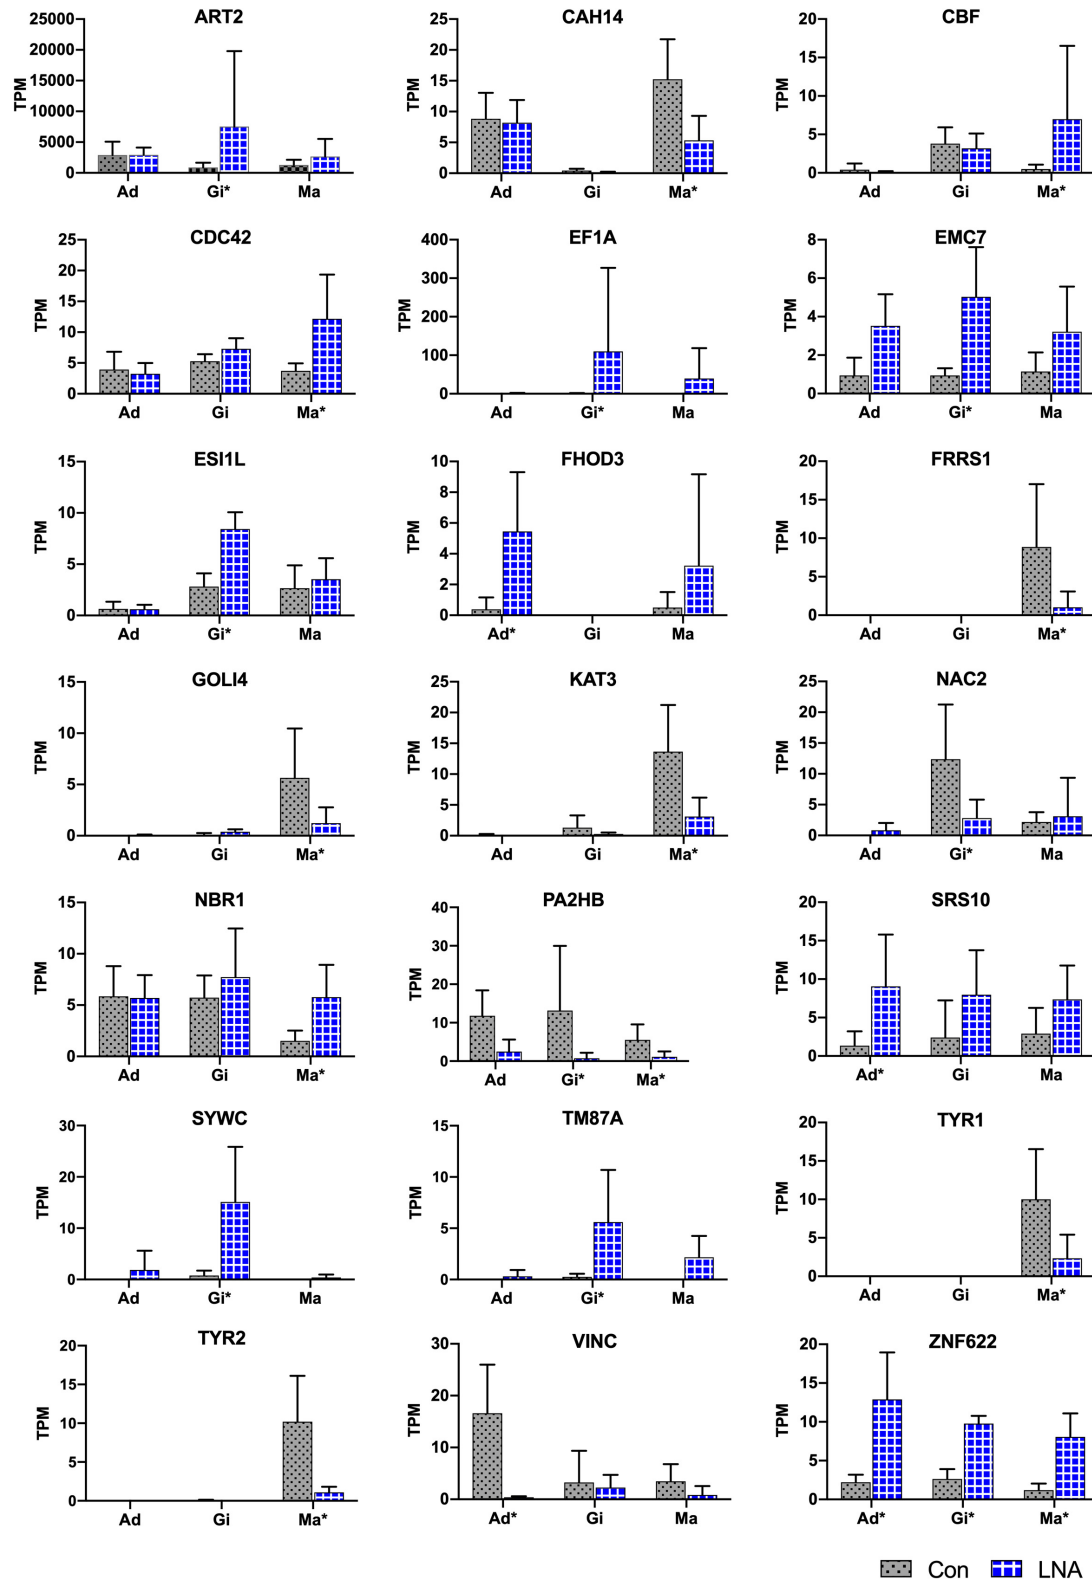 ART2
25000
20000
15000
10000
5000
0
TPM
Ad Gi* Ma
CAH14
25
20
15
10
5
0
TPM
Ad Gi Ma*
CBF
20
15
10
5
0
TPM
Ad Gi Ma*
CDC42
25
20
15
10
5
0
TPM
Ad Gi Ma*
EF1A
400
300
200
100
0
TPM
Ad Gi* Ma
EMC7
8
6
4
2
0
TPM
Ad Gi* Ma
ESI1L
15
10
5
0
TPM
Ad Gi* Ma
FHOD3
10
8
6
4
2
0
TPM
Ad* Gi Ma
FRRS1
20
15
10
5
0
TPM
Ad Gi Ma*
GOLI4
15
10
5
0
TPM
Ad Gi Ma*
KAT3
25
20
15
10
5
0
TPM
Ad Gi Ma*
NAC2
25
20
15
10
5
0
TPM
Ad Gi* Ma
NBR1
15
10
5
0
TPM
Ad Gi Ma*
PA2HB
40
30
20
10
0
TPM
Ad Gi* Ma*
SRS10
20
15
10
5
0
TPM
Ad* Gi Ma
SYWC
30
20
10
0
TPM
Ad Gi* Ma
TM87A
15
10
5
0
TPM
Ad Gi* Ma
TYR1
20
15
10
5
0
TPM
Ad Gi Ma*
TYR2
20
15
10
5
0
TPM
Ad Gi Ma*
VINC
30
20
10
0
TPM
Ad* Gi Ma
ZNF622
20
15
10
5
0
TPM
Ad* Gi* Ma*
Con LNA